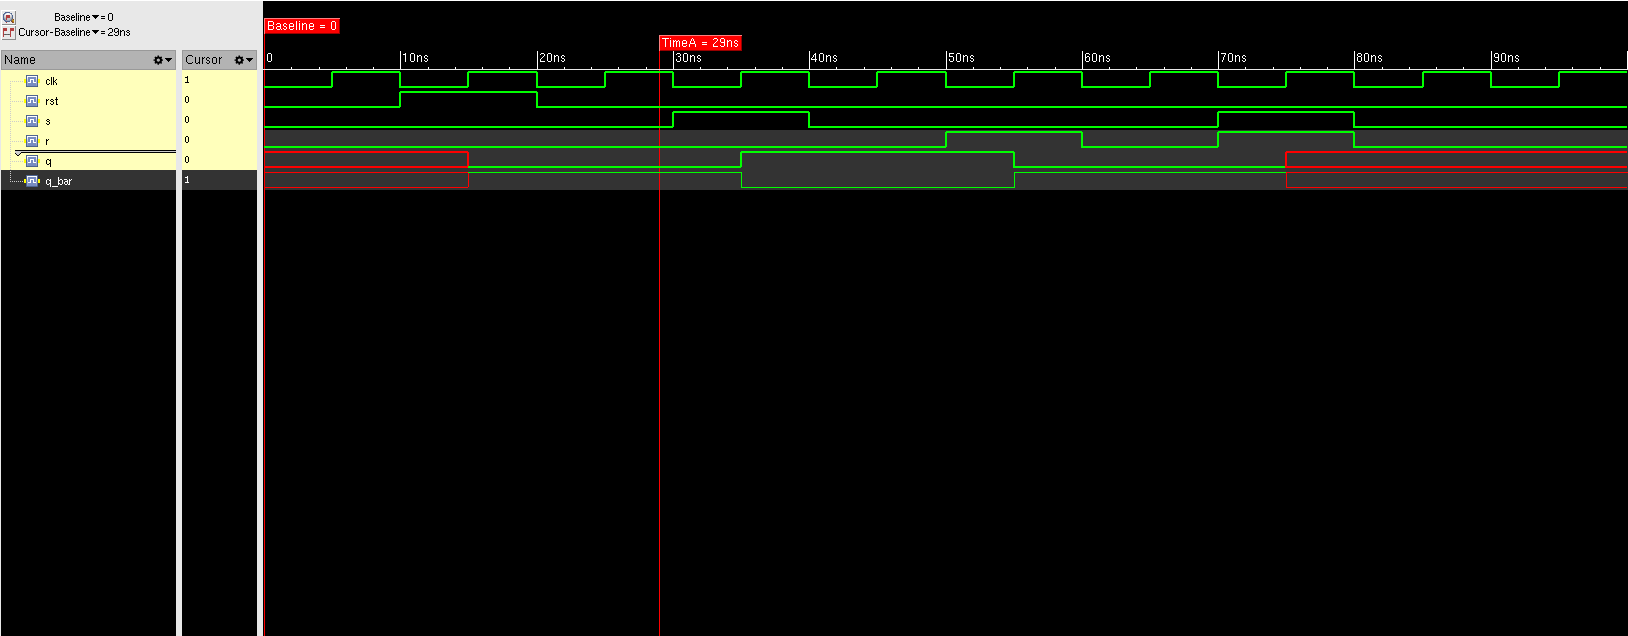 Baseline▾= 0
Cursor-Baseline▾= 29ns
Baseline = 0
TimeA = 29ns
Name Cursor 0 10ns 20ns 30ns 40ns 50ns 60ns 70ns 80ns 90ns
clk 1
rst 0
s 0
r 0
q 0
q_bar 1